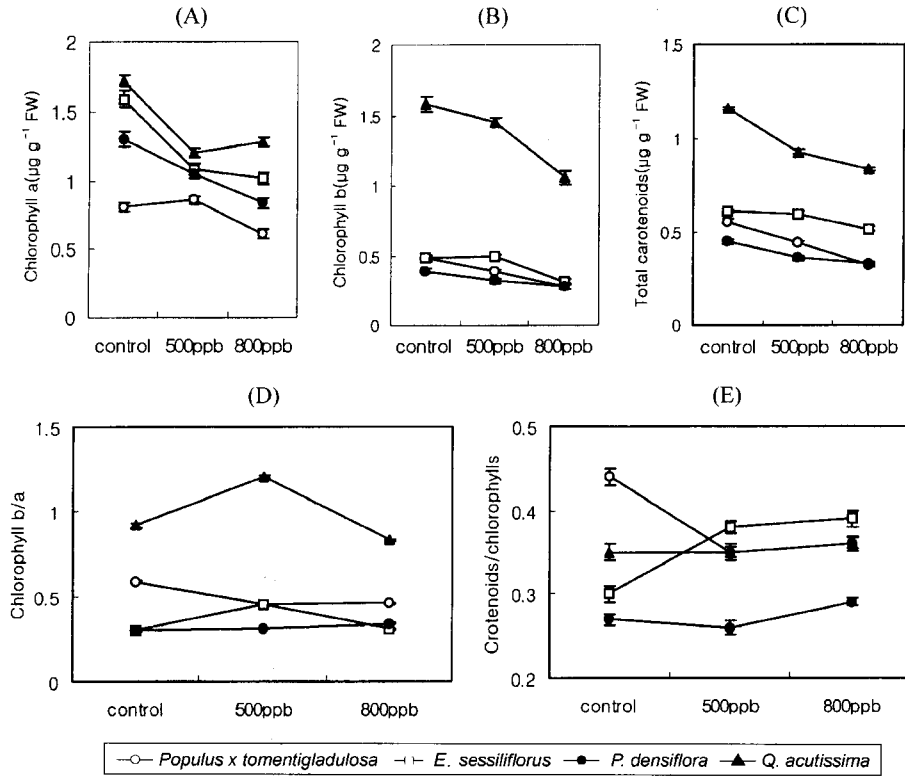 (A)
(B)
(C)
Chlorophyll a(μg g⁻¹ FW)
2
1.5
1
0.5
0
control 500ppb 800ppb
Chlorophyll b(μg g⁻¹ FW)
2
1.5
1
0.5
0
control 500ppb 800ppb
Total carotenoids(μg g⁻¹ FW)
1.5
1
0.5
0
control 500ppb 800ppb
(D)
(E)
Chlorophyll b/a
1.5
1
0.5
0
control 500ppb 800ppb
Crotenoids/chlorophylls
0.5
0.4
0.3
0.2
control 500ppb 800ppb
Populus x tomentigladulosa E. sessiliflorus P. densiflora Q. acutissima